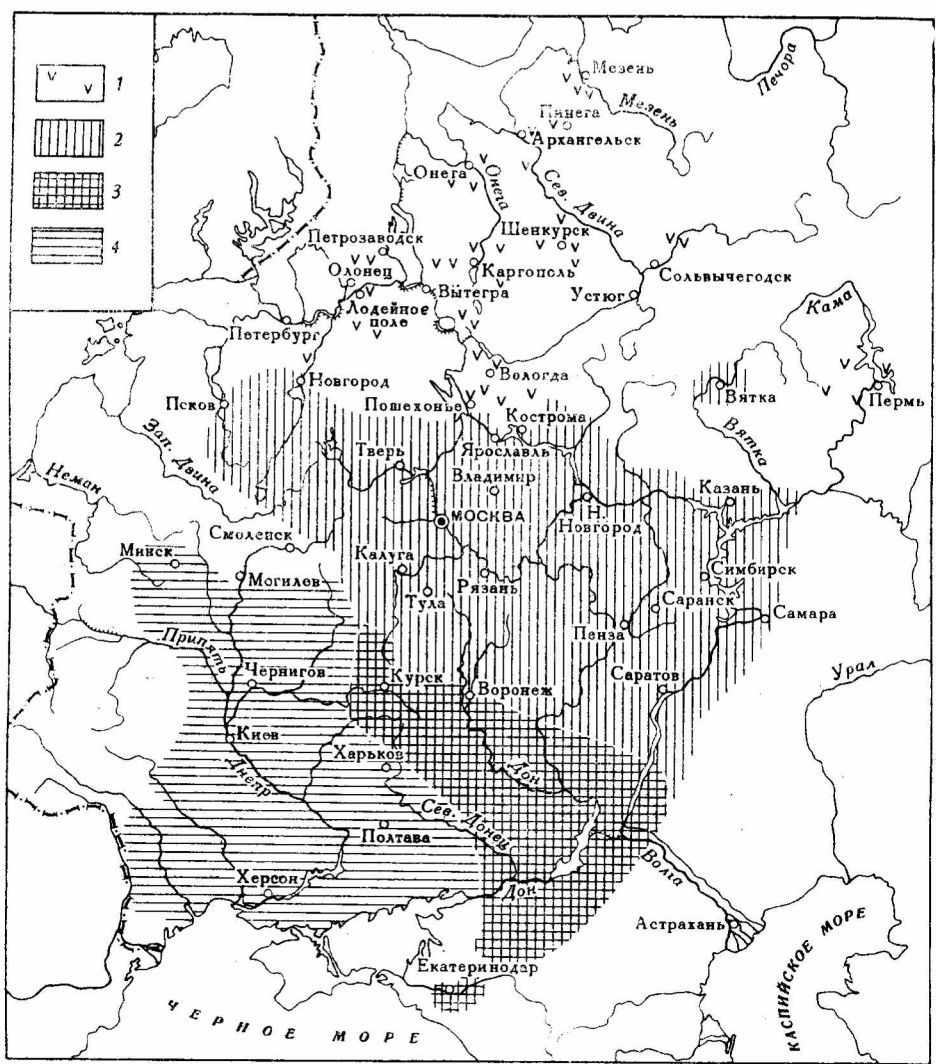 1
2
3
4
Мезень
Мезень
Печора
Пинега
Архангельск
Онега
Онега
Сев. Двина
Шенкурск
Петрозаводск
Олонец
Каргополь
Сольвычегодск
Вытегра
Устюг
Лодейное
поле
Кама
Петербург
Вологда
Новгород
Вятка
Пермь
Псков
Пошехонье
Кострома
Зап. Двина
Ярославль
Вятка
Тверь
Владимир
Неман
Казань
МОСКВА
Н.
Новгород
Смоленск
Минск
Калуга
Симбирск
Могилев
Рязань
Тула
Саранск
Самара
Пенза
Припять
Чернигов
Курск
Воронеж
Саратов
Урал
Киев
Харьков
Дон
Днепр
Сев. Донец
Полтава
Волга
Херсон
Дон
Астрахань
Екатеринодар
ЧЕРНОЕ МОРЕ
КАСПИЙСКОЕ МОРЕ